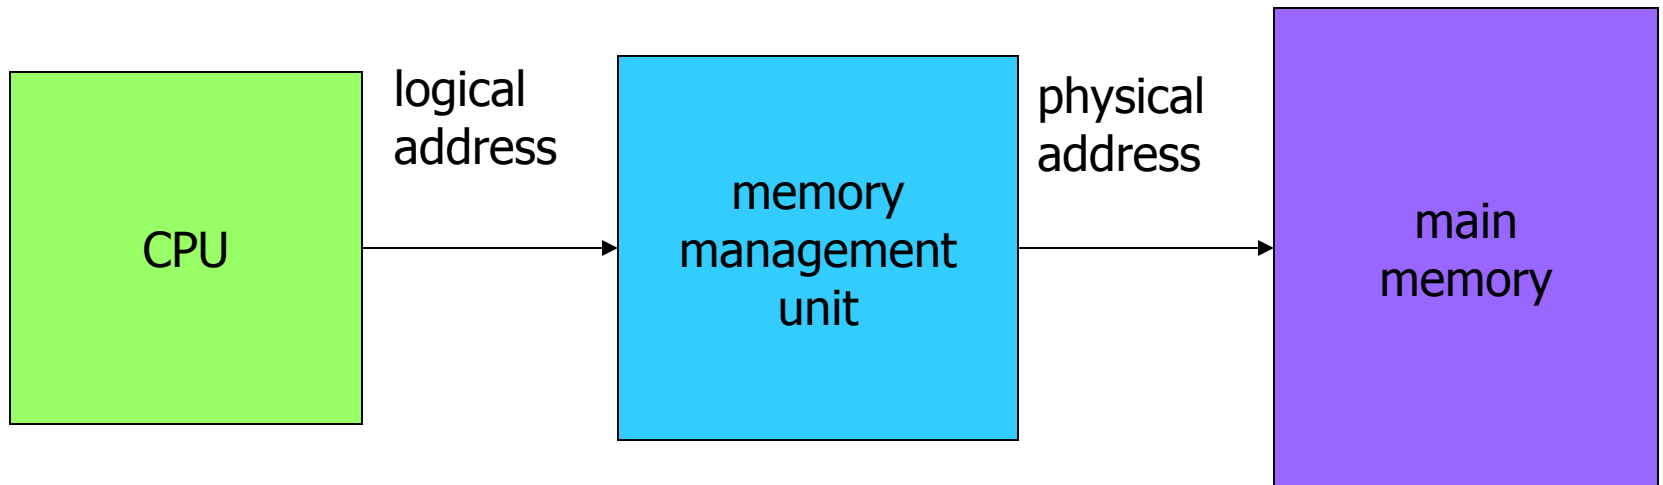 CPU
logical
address
memory
management
unit
physical
address
main
memory